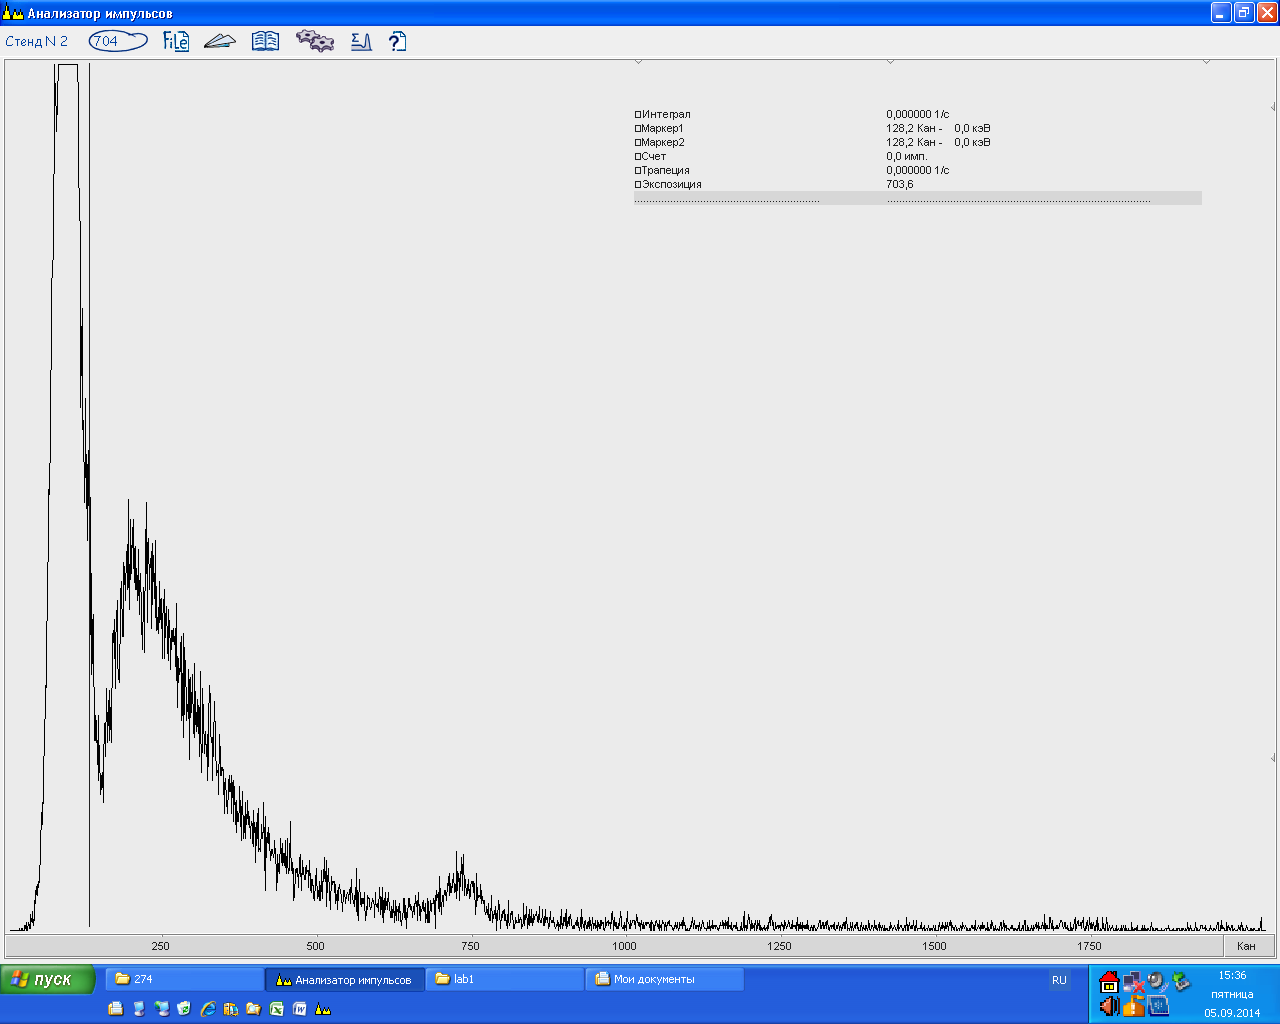 Анализатор импульсов
Стенд N 2 704 FiLe
Интеграл 0,000000 1/с
Маркер1 128,2 Кан - 0,0 кэВ
Маркер2 128,2 Кан - 0,0 кэВ
Счет 0,0 имп.
Трапеция 0,000000 1/с
Экспозиция 703,6
250 500 750 1000 1250 1500 1750 Кан
пуск 274 Анализатор импульсов lab1 Мои документы RU 15:36
пятница
05.09.2014